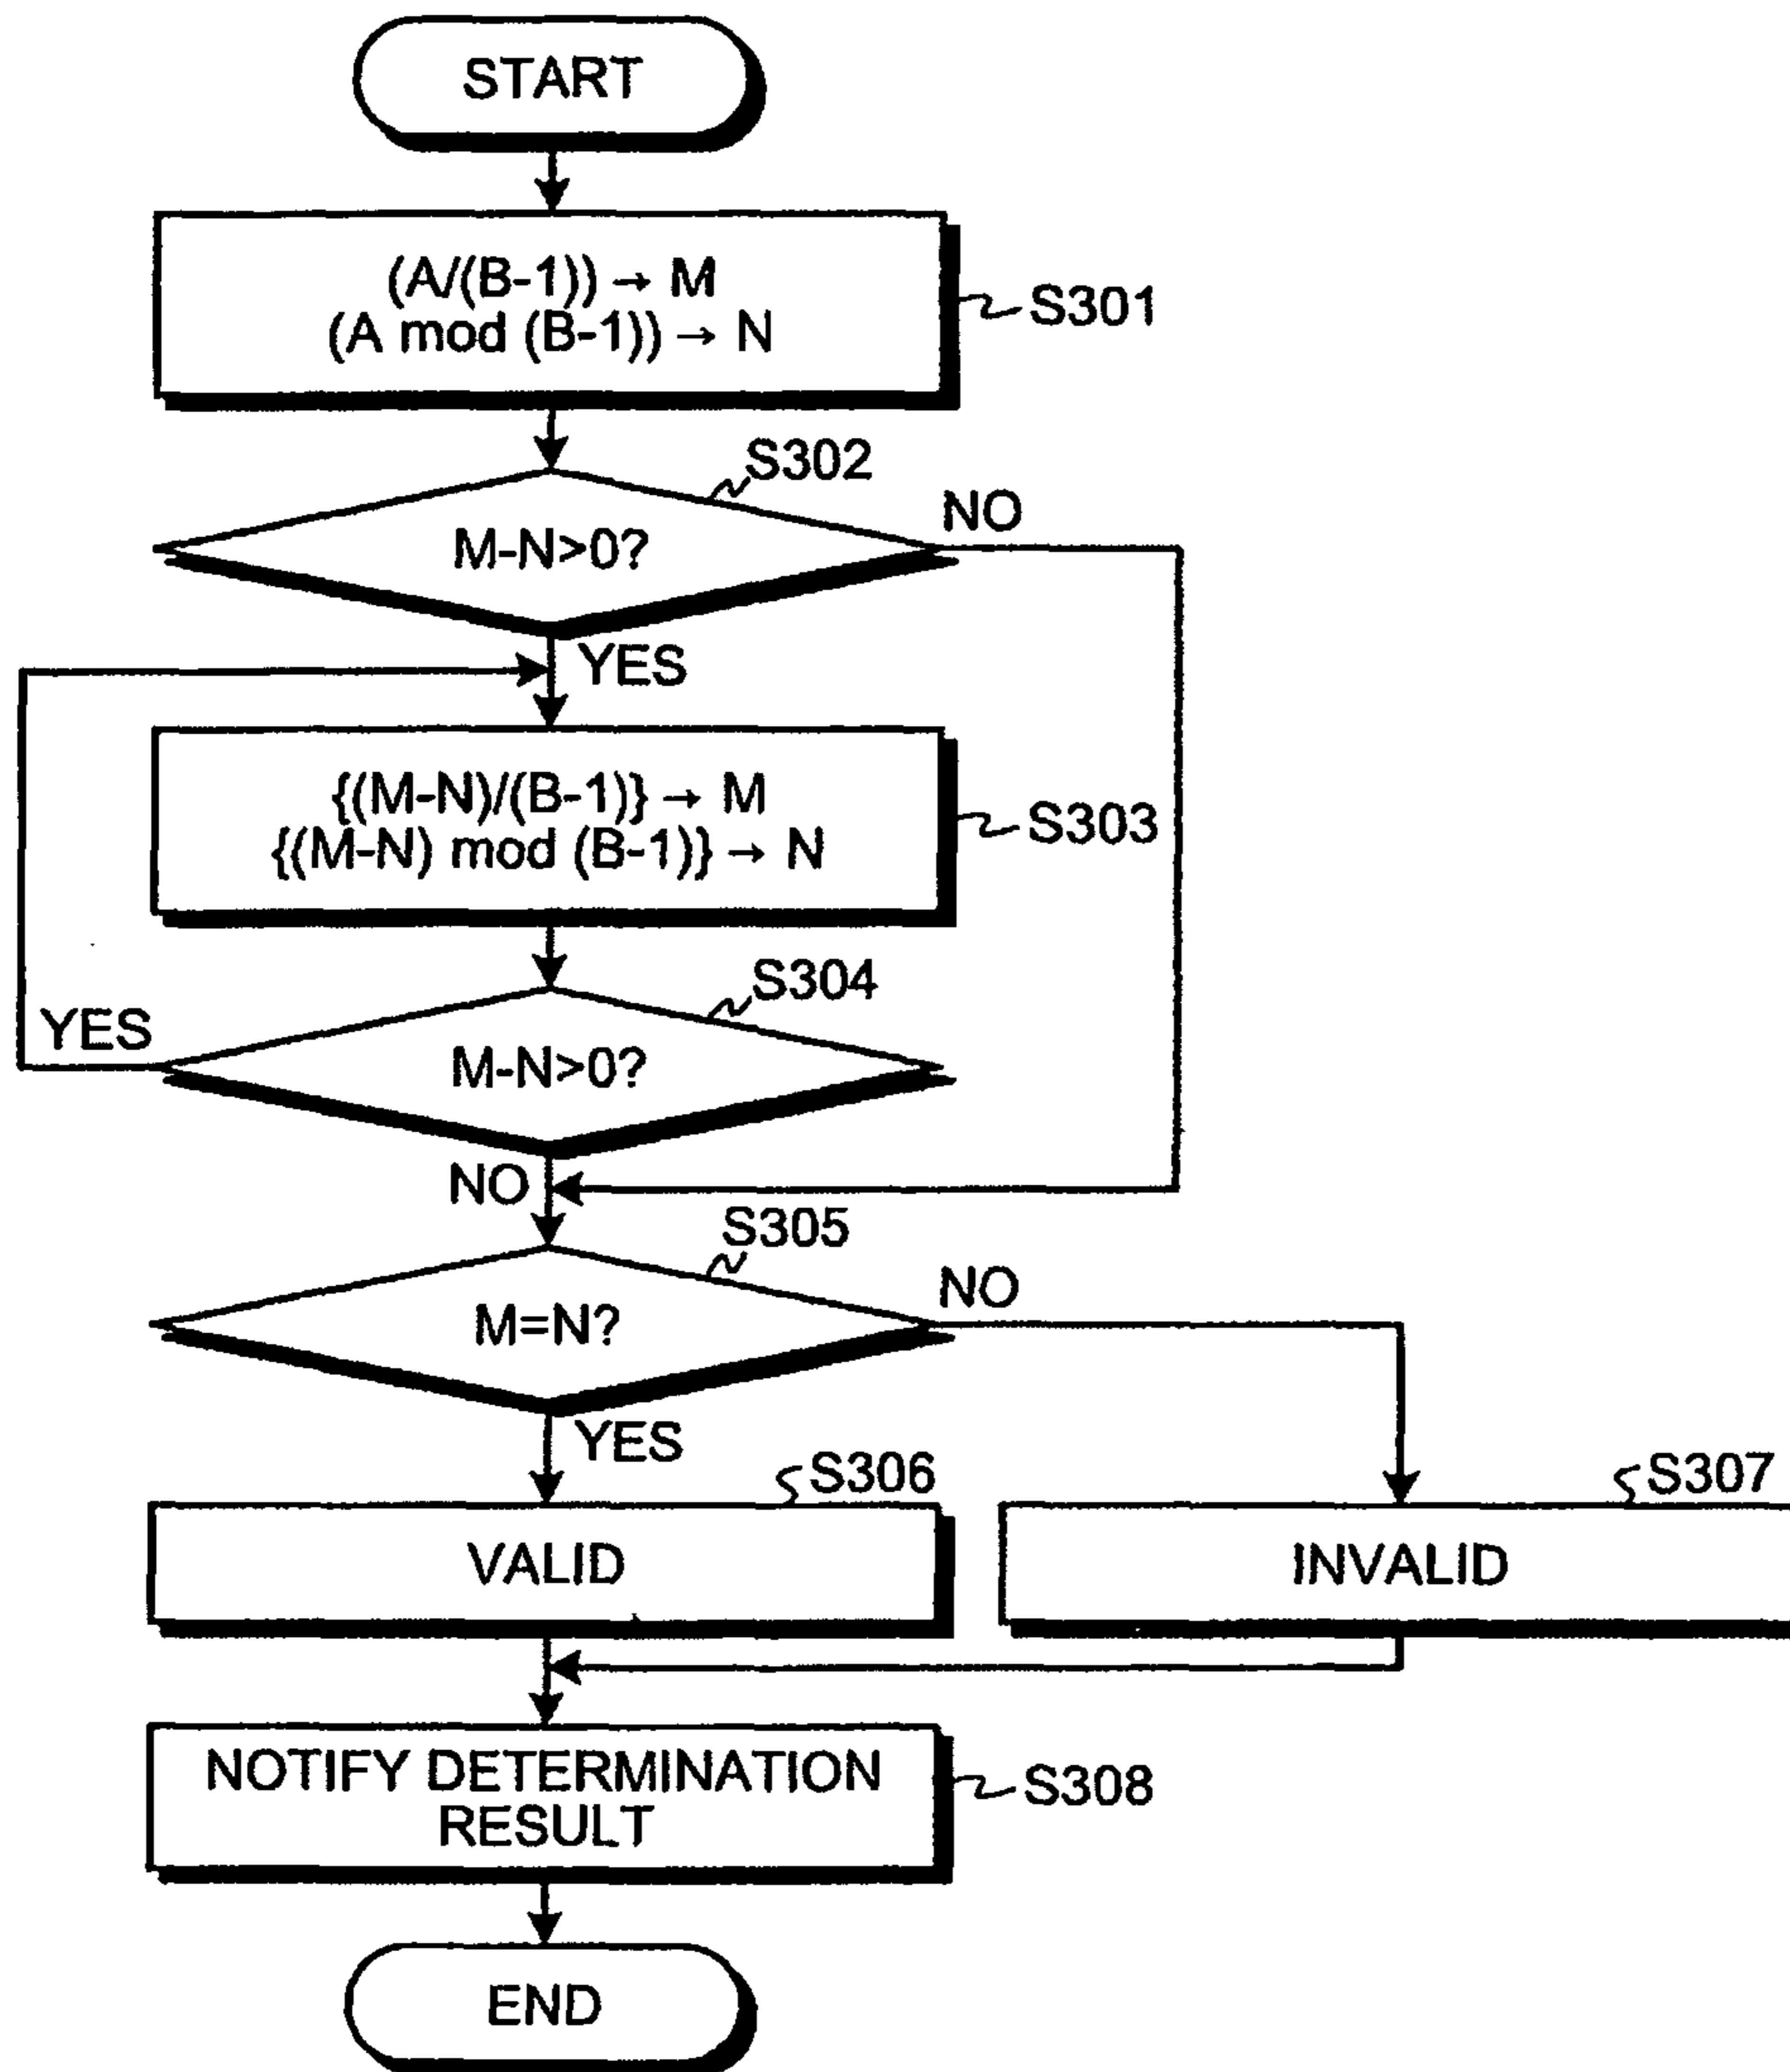 START
(A/(B-1)) → M
(A mod (B-1)) → N
S301
S302
M-N>0?
NO
YES
{(M-N)/(B-1)} → M
{(M-N) mod (B-1)} → N
S303
S304
YES
M-N>0?
NO
S305
M=N?
NO
YES
S306
S307
VALID
INVALID
NOTIFY DETERMINATION
RESULT
S308
END